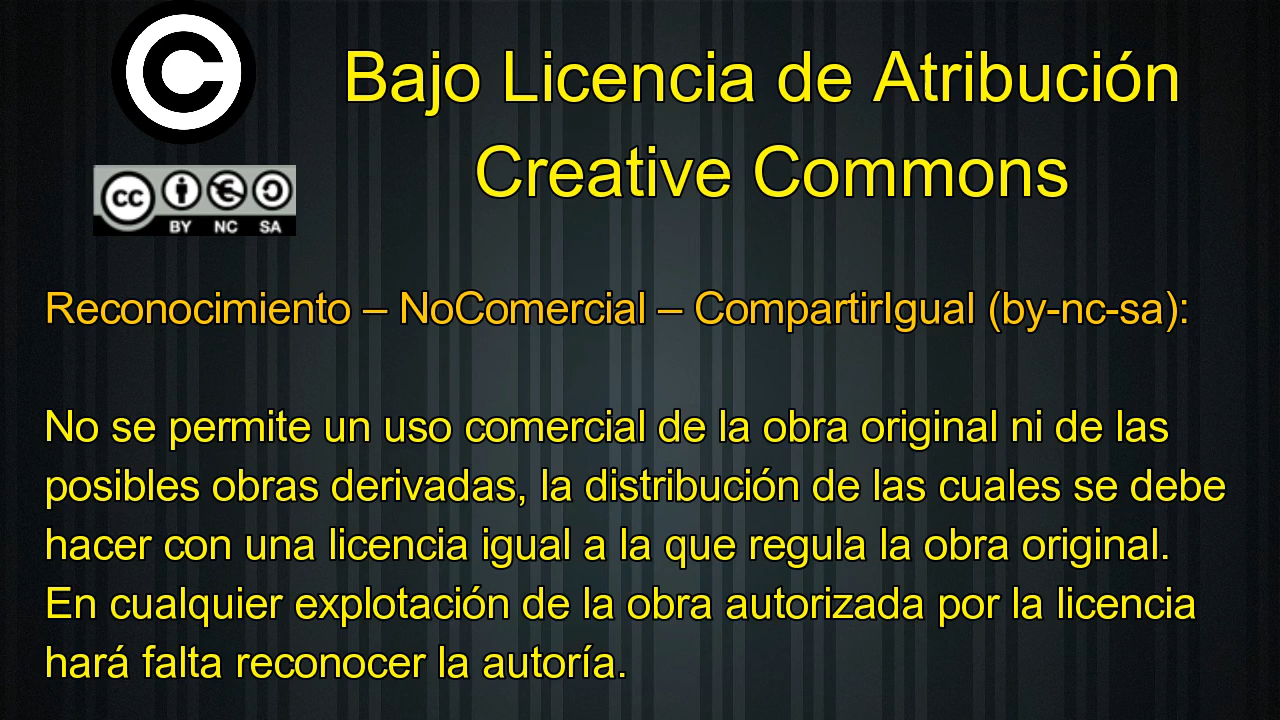 Bajo Licencia de Atribución
Creative Commons
cc
BY NC SA
Reconocimiento – NoComercial – CompartirIgual (by-nc-sa):
No se permite un uso comercial de la obra original ni de las
posibles obras derivadas, la distribución de las cuales se debe
hacer con una licencia igual a la que regula la obra original.
En cualquier explotación de la obra autorizada por la licencia
hará falta reconocer la autoría.